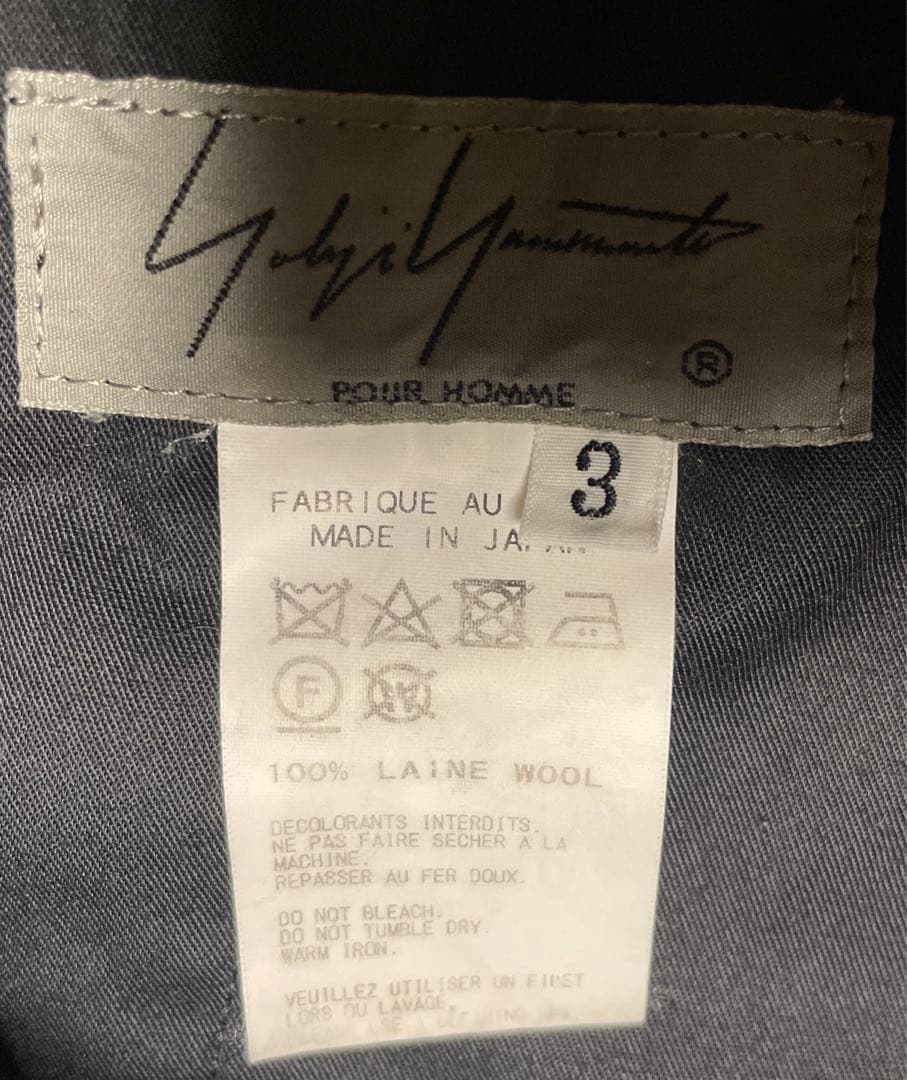 Yohji Yamamoto
®
POUR HOMME
3
FABRIQUE AU
MADE IN JAPAN
F
100% LAINE WOOL
DECOLORANTS INTERDITS.
NE PAS FAIRE SECHER A LA
MACHINE.
REPASSER AU FER DOUX.
DO NOT BLEACH.
DO NOT TUMBLE DRY.
WARM IRON.
VEUILLEZ UTILISER UN FILET
LORS DU LAVAGE.